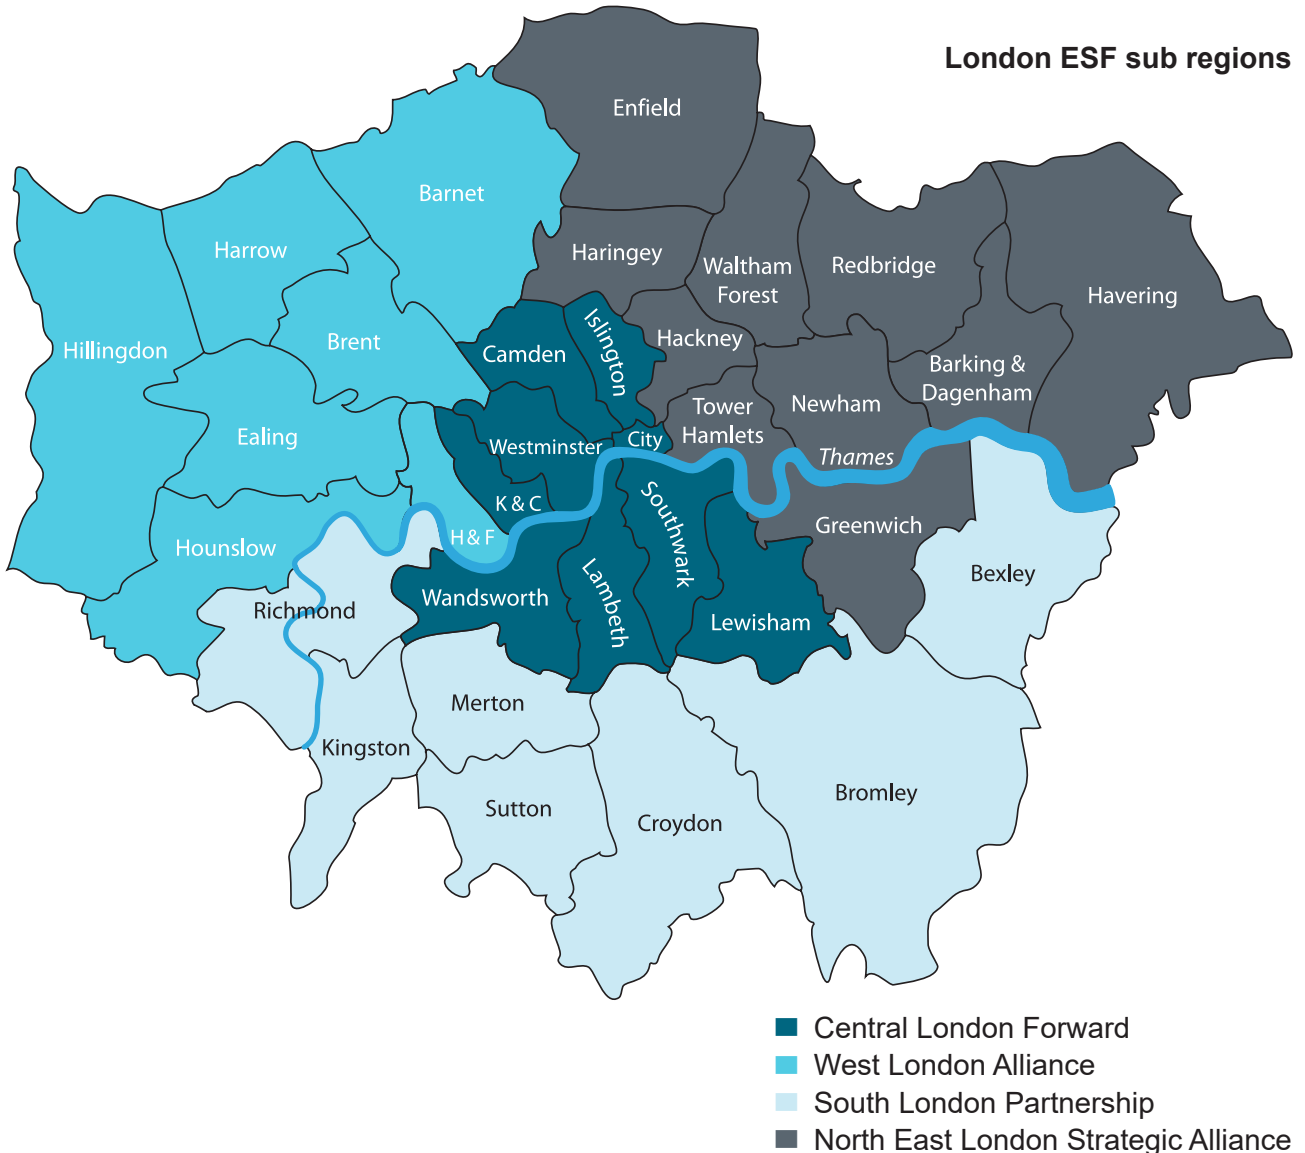 London ESF sub regions
Enfield
Barnet
Harrow
Haringey
Waltham
Forest
Redbridge
Havering
Hillingdon
Brent
Camden
Islington
Hackney
Barking &
Dagenham
Ealing
Westminster
City
Tower
Hamlets
Newham
Thames
K & C
Southwark
Greenwich
Hounslow
H & F
Bexley
Richmond
Wandsworth
Lambeth
Lewisham
Merton
Kingston
Sutton
Croydon
Bromley
Central London Forward
West London Alliance
South London Partnership
North East London Strategic Alliance